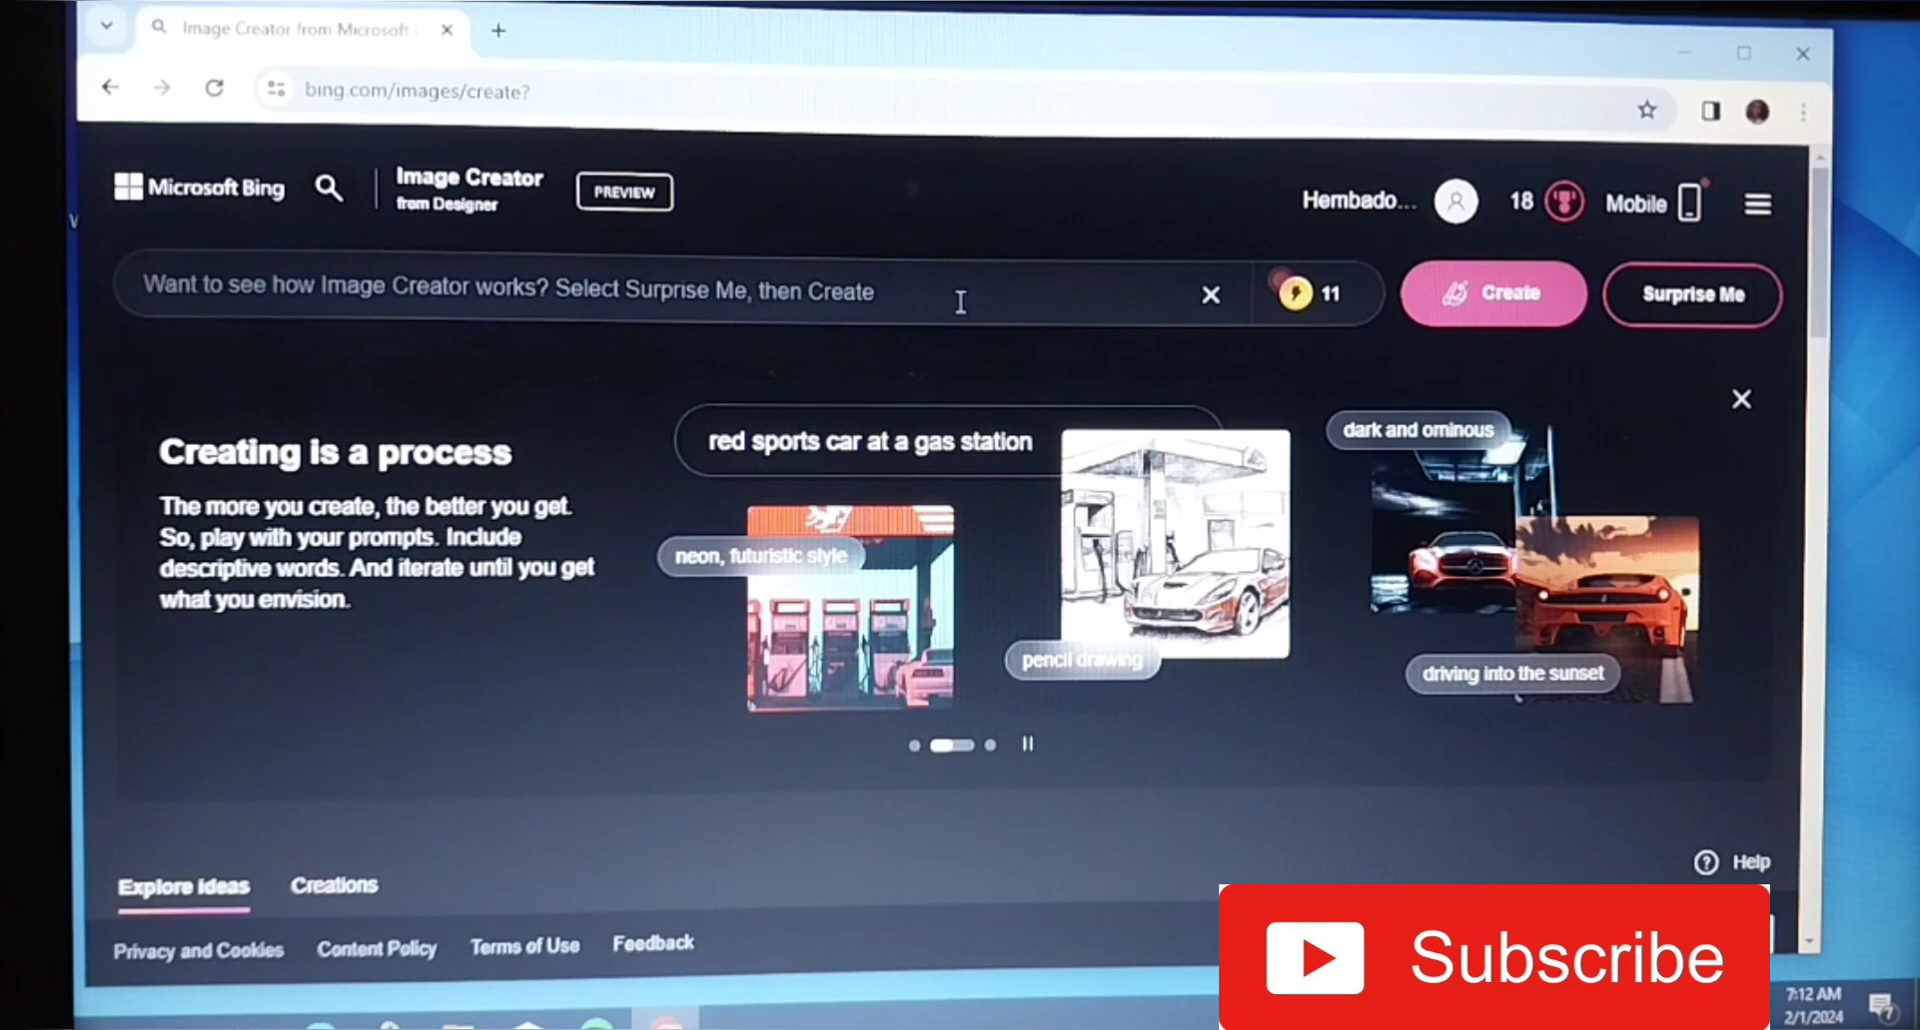 Image Creator from Microsoft
bing.com/images/create?
Microsoft Bing
Image Creator
from Designer
PREVIEW
Hembado...
18
Mobile
Want to see how Image Creator works? Select Surprise Me, then Create
11
Create
Surprise Me
Creating is a process
The more you create, the better you get.
So, play with your prompts. Include
descriptive words. And iterate until you get
what you envision.
red sports car at a gas station
neon, futuristic style
pencil drawing
dark and ominous
driving into the sunset
Help
Explore ideas
Creations
Privacy and Cookies
Content Policy
Terms of Use
Feedback
Subscribe
7:12 AM
2/1/2024
7